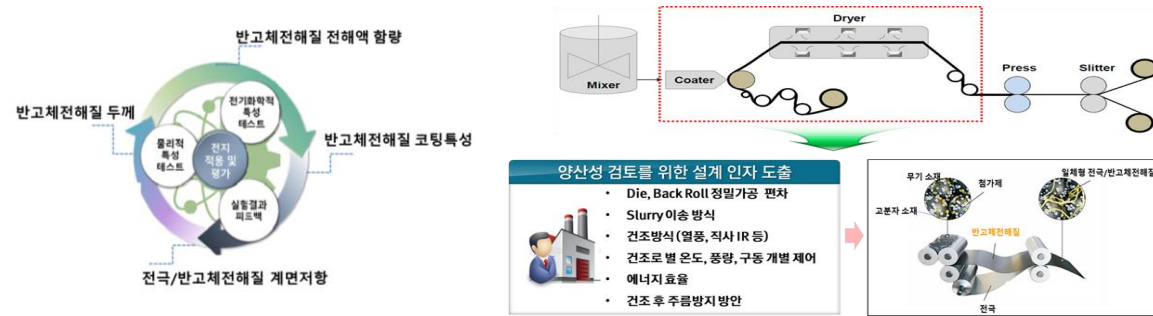 반고체전해질 전해액 함량
반고체전해질 두께
전기화학적
특성
테스트
물리적
특성
테스트
전지
적용 및
평가
반고체전해질 코팅특성
실험결과
피드백
전극/반고체전해질 계면저항
Dryer
Mixer
Coater
Press
Slitter
양산성 검토를 위한 설계 인자 도출
• Die, Back Roll 정밀가공 편차
• Slurry 이송 방식
• 건조방식 (열풍, 직사 IR 등)
• 건조로 별 온도, 풍량, 구동 개별 제어
• 에너지 효율
• 건조 후 주름방지 방안
무기 소재
첨가제
고분자 소재
일체형 전극/반고체전해질
반고체전해질
전극